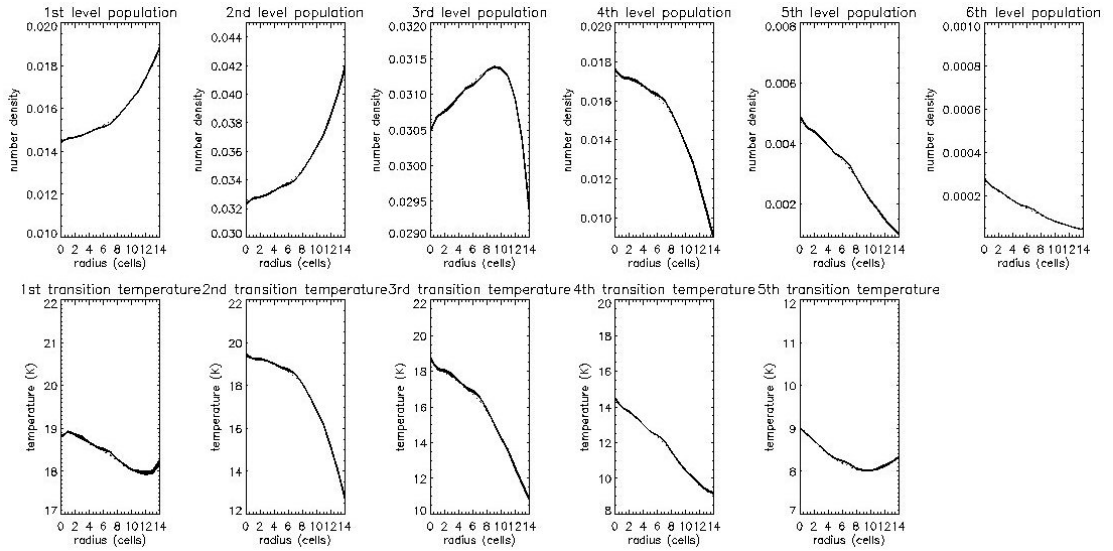 1st level population
2nd level population
3rd level population
4th level population
5th level population
6th level population
number density
0.020
0.018
0.016
0.014
0.012
0.010
0 2 4 6 8 101214
radius (cells)
number density
0.044
0.042
0.040
0.038
0.036
0.034
0.032
0.030
0 2 4 6 8 101214
radius (cells)
number density
0.0320
0.0315
0.0310
0.0305
0.0300
0.0295
0.0290
0 2 4 6 8 101214
radius (cells)
number density
0.020
0.018
0.016
0.014
0.012
0.010
0 2 4 6 8 101214
radius (cells)
number density
0.008
0.006
0.004
0.002
0 2 4 6 8 101214
radius (cells)
number density
0.0010
0.0008
0.0006
0.0004
0.0002
0 2 4 6 8 101214
radius (cells)
1st transition temperature
2nd transition temperature
3rd transition temperature
4th transition temperature
5th transition temperature
temperature (K)
22
21
20
19
18
17
0 2 4 6 8 101214
radius (cells)
temperature (K)
22
20
18
16
14
12
0 2 4 6 8 101214
radius (cells)
temperature (K)
22
20
18
16
14
12
10
0 2 4 6 8 101214
radius (cells)
temperature (K)
20
18
16
14
12
10
8
0 2 4 6 8 101214
radius (cells)
temperature (K)
12
11
10
9
8
7
0 2 4 6 8 101214
radius (cells)